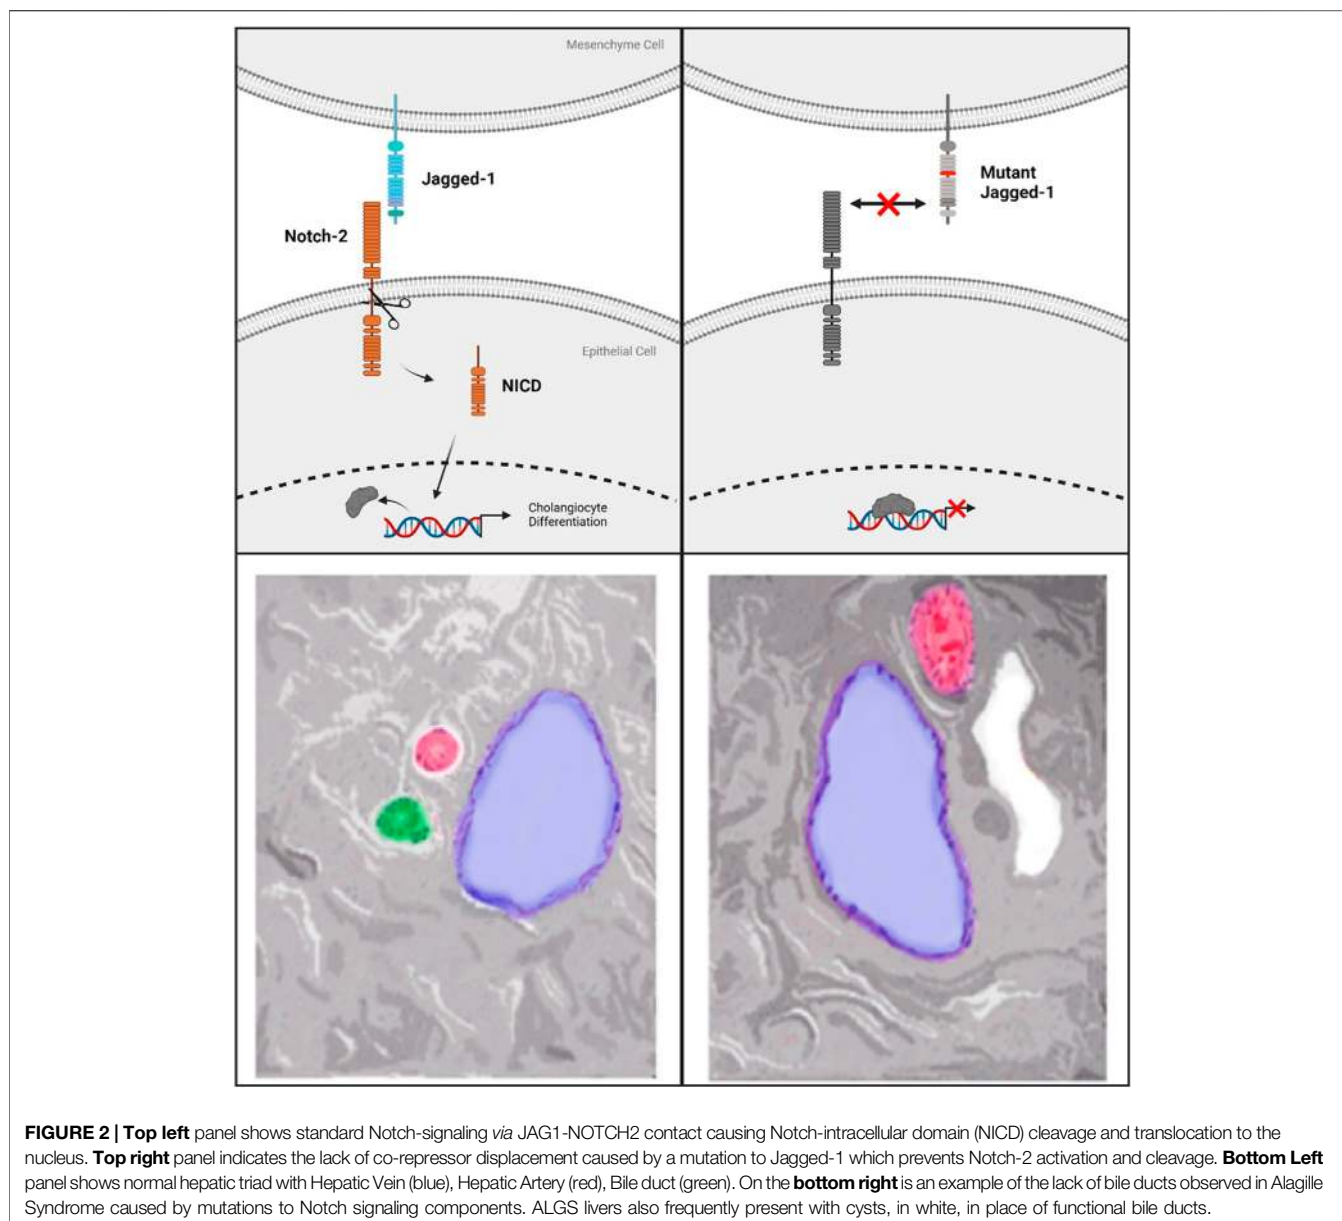 Mesenchyme Cell
Jagged-1
Notch-2
Epithelial Cell
NICD
Cholangiocyte
Differentiation
Mutant
Jagged-1
FIGURE 2 | Top left panel shows standard Notch-signaling via JAG1-NOTCH2 contact causing Notch-intracellular domain (NICD) cleavage and translocation to the
nucleus. Top right panel indicates the lack of co-repressor displacement caused by a mutation to Jagged-1 which prevents Notch-2 activation and cleavage. Bottom Left
panel shows normal hepatic triad with Hepatic Vein (blue), Hepatic Artery (red), Bile duct (green). On the bottom right is an example of the lack of bile ducts observed in Alagille
Syndrome caused by mutations to Notch signaling components. ALGS livers also frequently present with cysts, in white, in place of functional bile ducts.